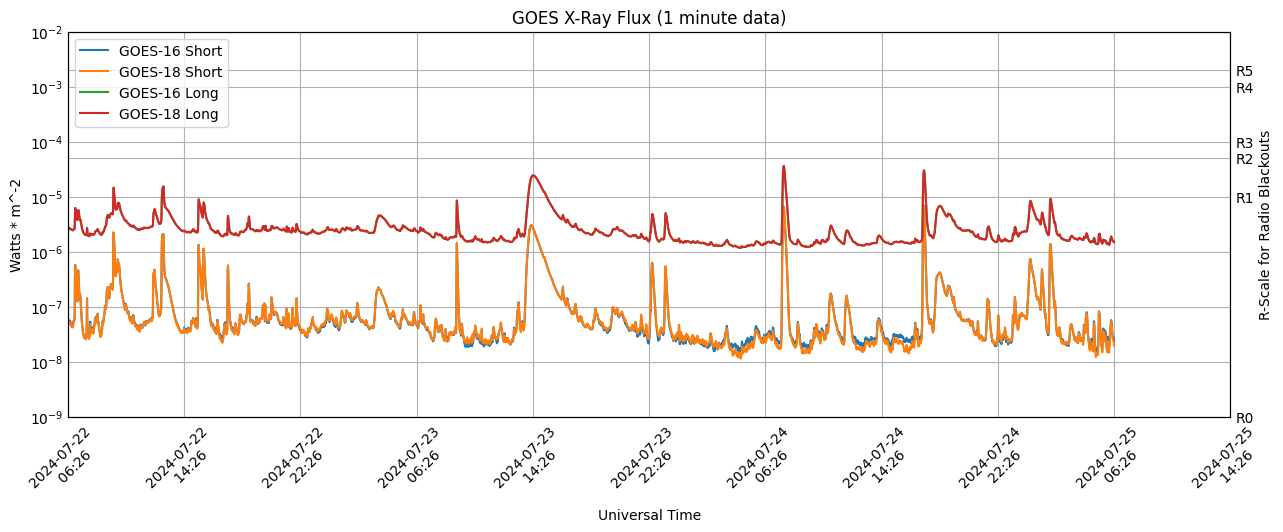 GOES X-Ray Flux (1 minute data)
GOES-16 Short
GOES-18 Short
GOES-16 Long
GOES-18 Long
Watts * m^-2
10^-2
10^-3
10^-4
10^-5
10^-6
10^-7
10^-8
10^-9
R5
R4
R3
R2
R1
R0
R-Scale for Radio Blackouts
2024-07-22
06:26
2024-07-22
14:26
2024-07-22
22:26
2024-07-23
06:26
2024-07-23
14:26
2024-07-23
22:26
2024-07-24
06:26
2024-07-24
14:26
2024-07-24
22:26
2024-07-25
06:26
2024-07-25
14:26
Universal Time